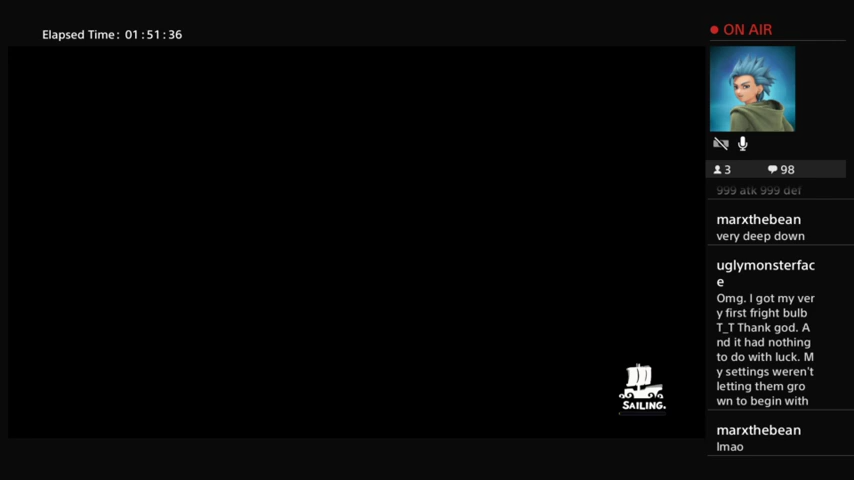 Elapsed Time: 01:51:36
ON AIR
3 98
999 atk 999 def
marxthebean
very deep down
uglymonsterfac
e
Omg. I got my ver
y first fright bulb
T_T Thank god. A
nd it had nothing
to do with luck. M
y settings weren't
letting them gro
wn to begin with
marxthebean
lmao
SAILING.